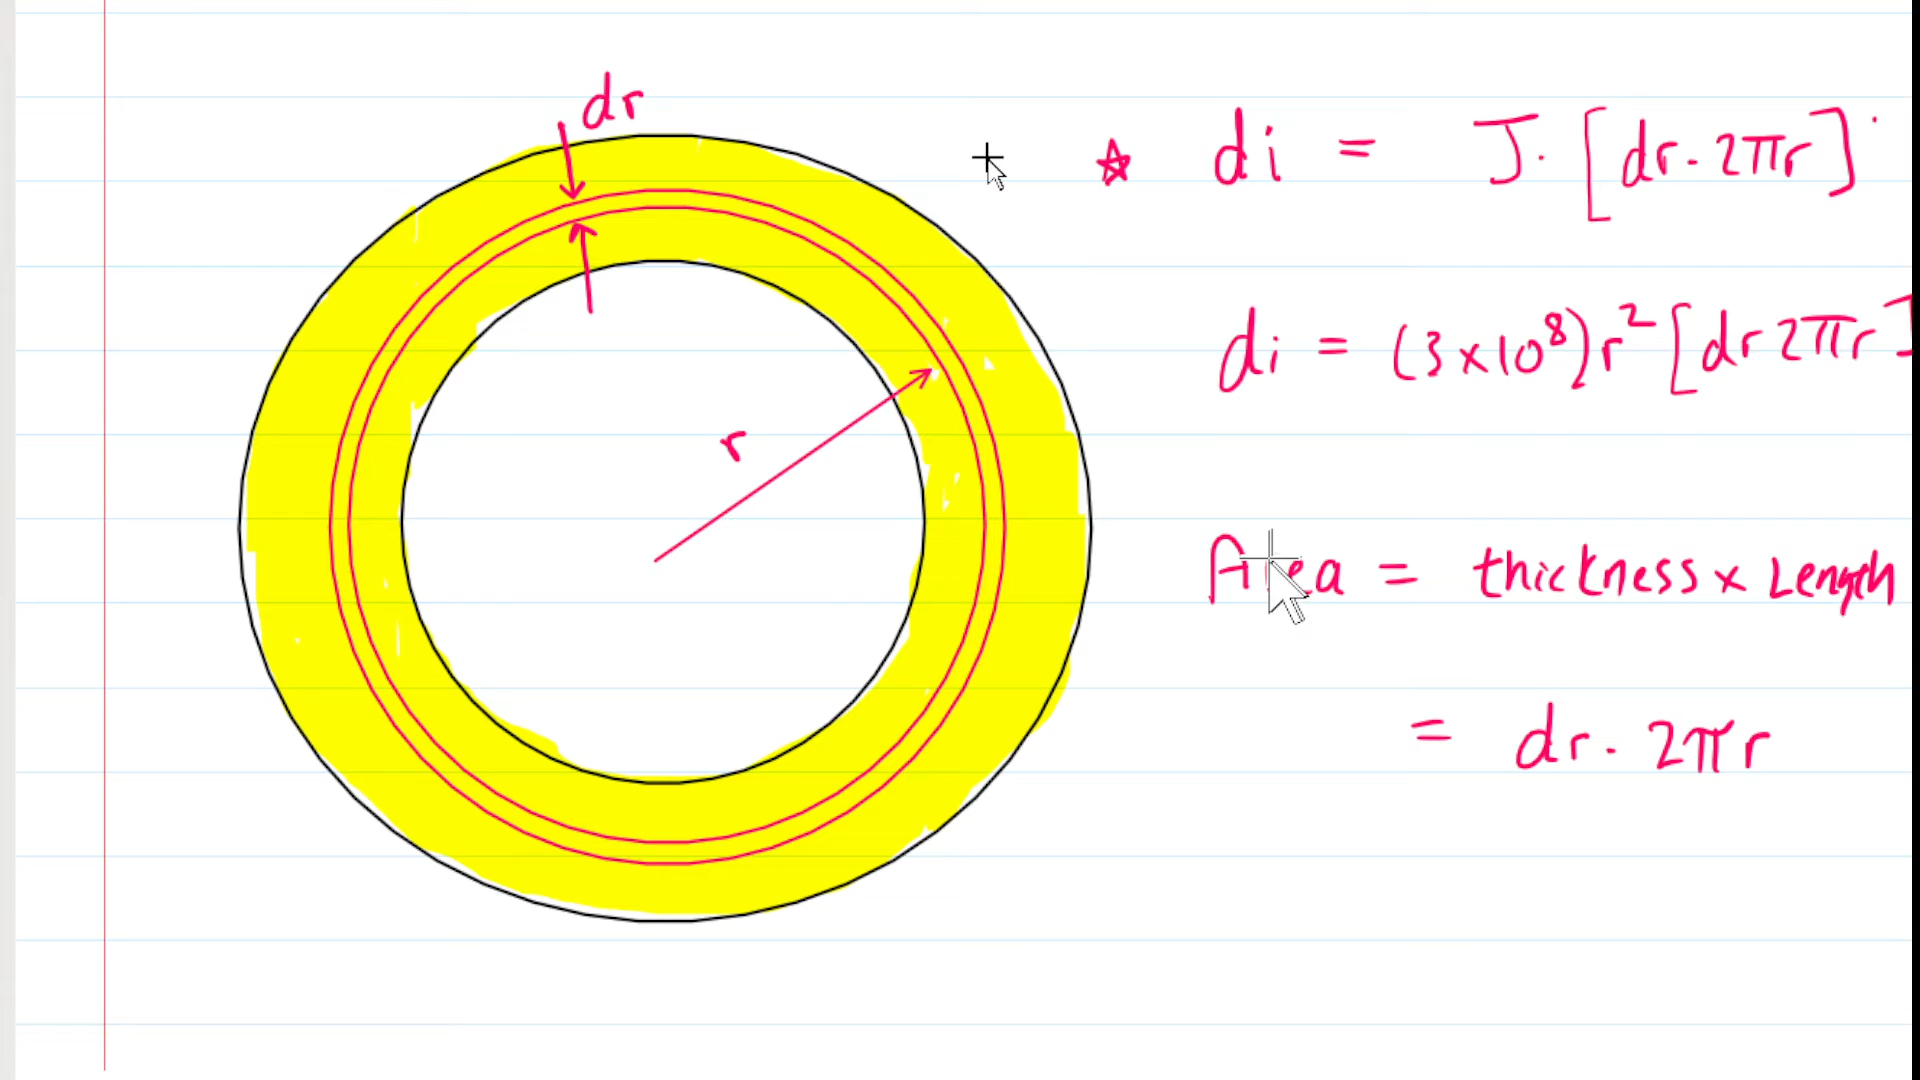 dr
☆ di = J. [dr. 2πr]
di = (3×10⁸)r² [dr 2πr]
r
Area = thickness × Length
= dr. 2πr